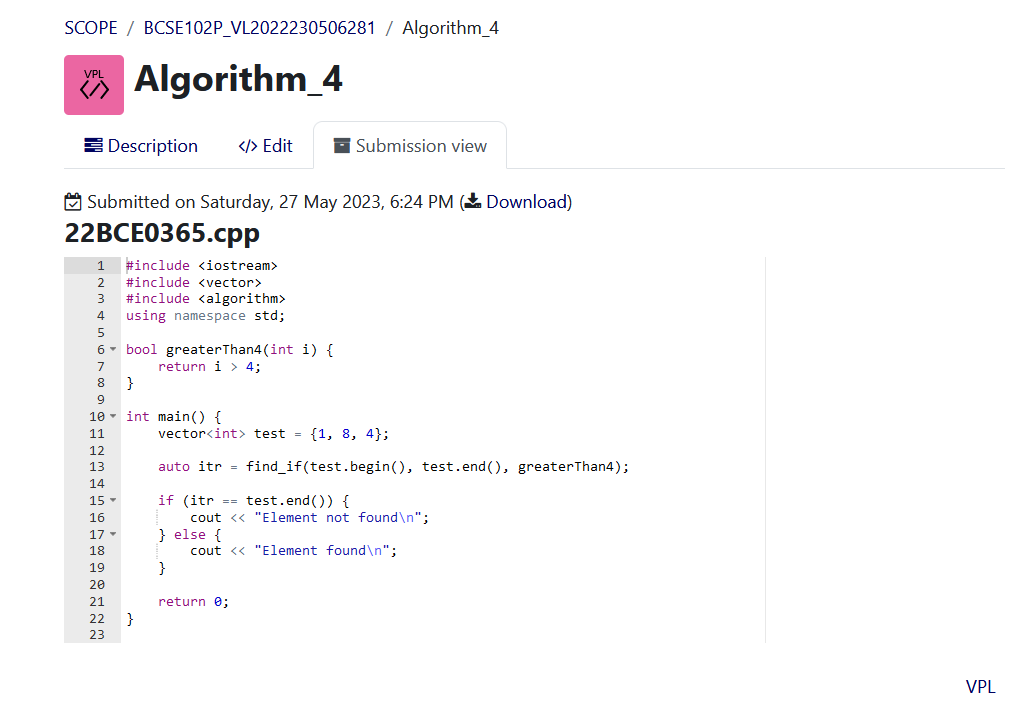 SCOPE / BCSE102P_VL2022230506281 / Algorithm_4
VPL
</>
Algorithm_4
Description </> Edit Submission view
Submitted on Saturday, 27 May 2023, 6:24 PM (Download)
22BCE0365.cpp
1 #include <iostream>
2 #include <vector>
3 #include <algorithm>
4 using namespace std;
5
6 bool greaterThan4(int i) {
7     return i > 4;
8 }
9
10 int main() {
11     vector<int> test = {1, 8, 4};
12
13     auto itr = find_if(test.begin(), test.end(), greaterThan4);
14
15     if (itr == test.end()) {
16         cout << "Element not found\n";
17     } else {
18         cout << "Element found\n";
19     }
20
21     return 0;
22 }
23
VPL